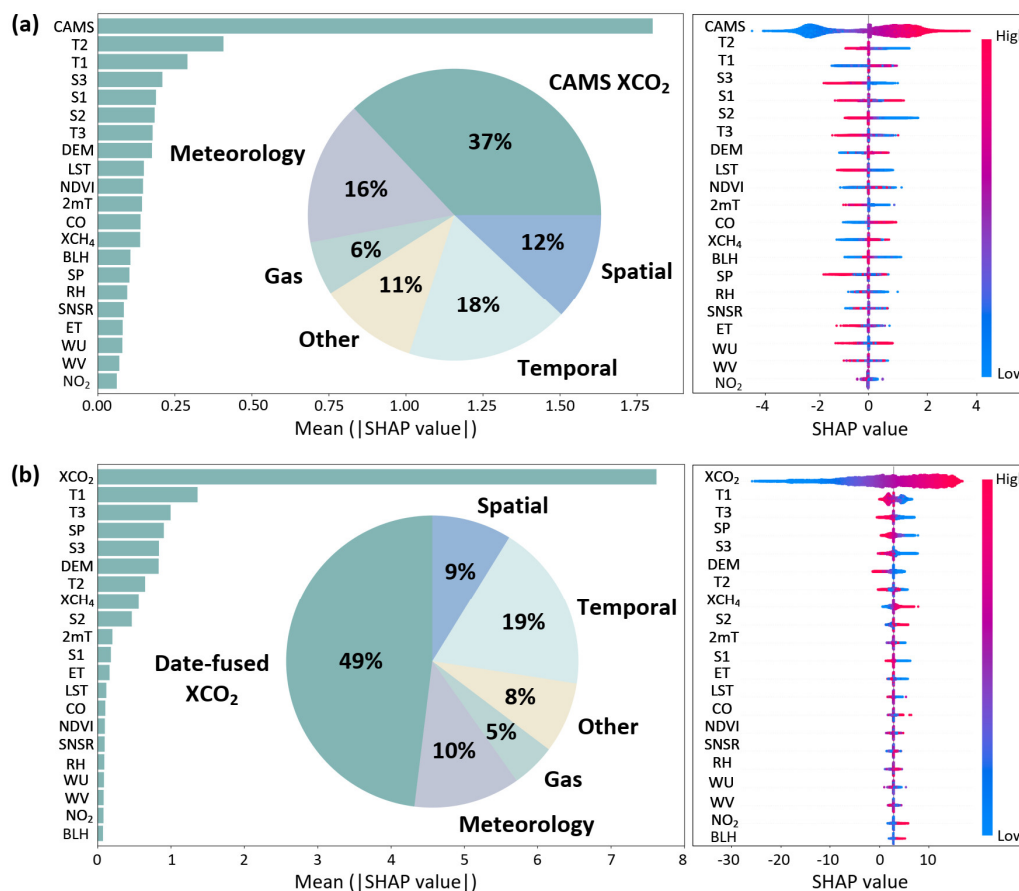 (a)
CAMS
T2
T1
S3
S1
S2
T3
DEM
LST
NDVI
2mT
CO
XCH₄
BLH
SP
RH
SNSR
ET
WU
WV
NO₂
0.00 0.25 0.50 0.75 1.00 1.25 1.50 1.75
Mean (|SHAP value|)
CAMS XCO₂
37%
Meteorology
16%
6%
Gas
11%
Other
18%
Temporal
12%
Spatial
CAMS
T2
T1
S3
S1
S2
T3
DEM
LST
NDVI
2mT
CO
XCH₄
BLH
SP
RH
SNSR
ET
WU
WV
NO₂
-4 -2 0 2 4
SHAP value
High
Low
(b)
XCO₂
T1
T3
SP
S3
DEM
T2
XCH₄
S2
2mT
S1
ET
LST
CO
NDVI
SNSR
RH
WU
WV
NO₂
BLH
0 1 2 3 4 5 6 7 8
Mean (|SHAP value|)
Spatial
9%
Temporal
19%
Other
8%
5%
Gas
10%
Meteorology
Date-fused
XCO₂
49%
XCO₂
T1
T3
SP
S3
DEM
T2
XCH₄
S2
2mT
S1
ET
LST
CO
NDVI
SNSR
RH
WU
WV
NO₂
BLH
-30 -20 -10 0 10
SHAP value
High
Low